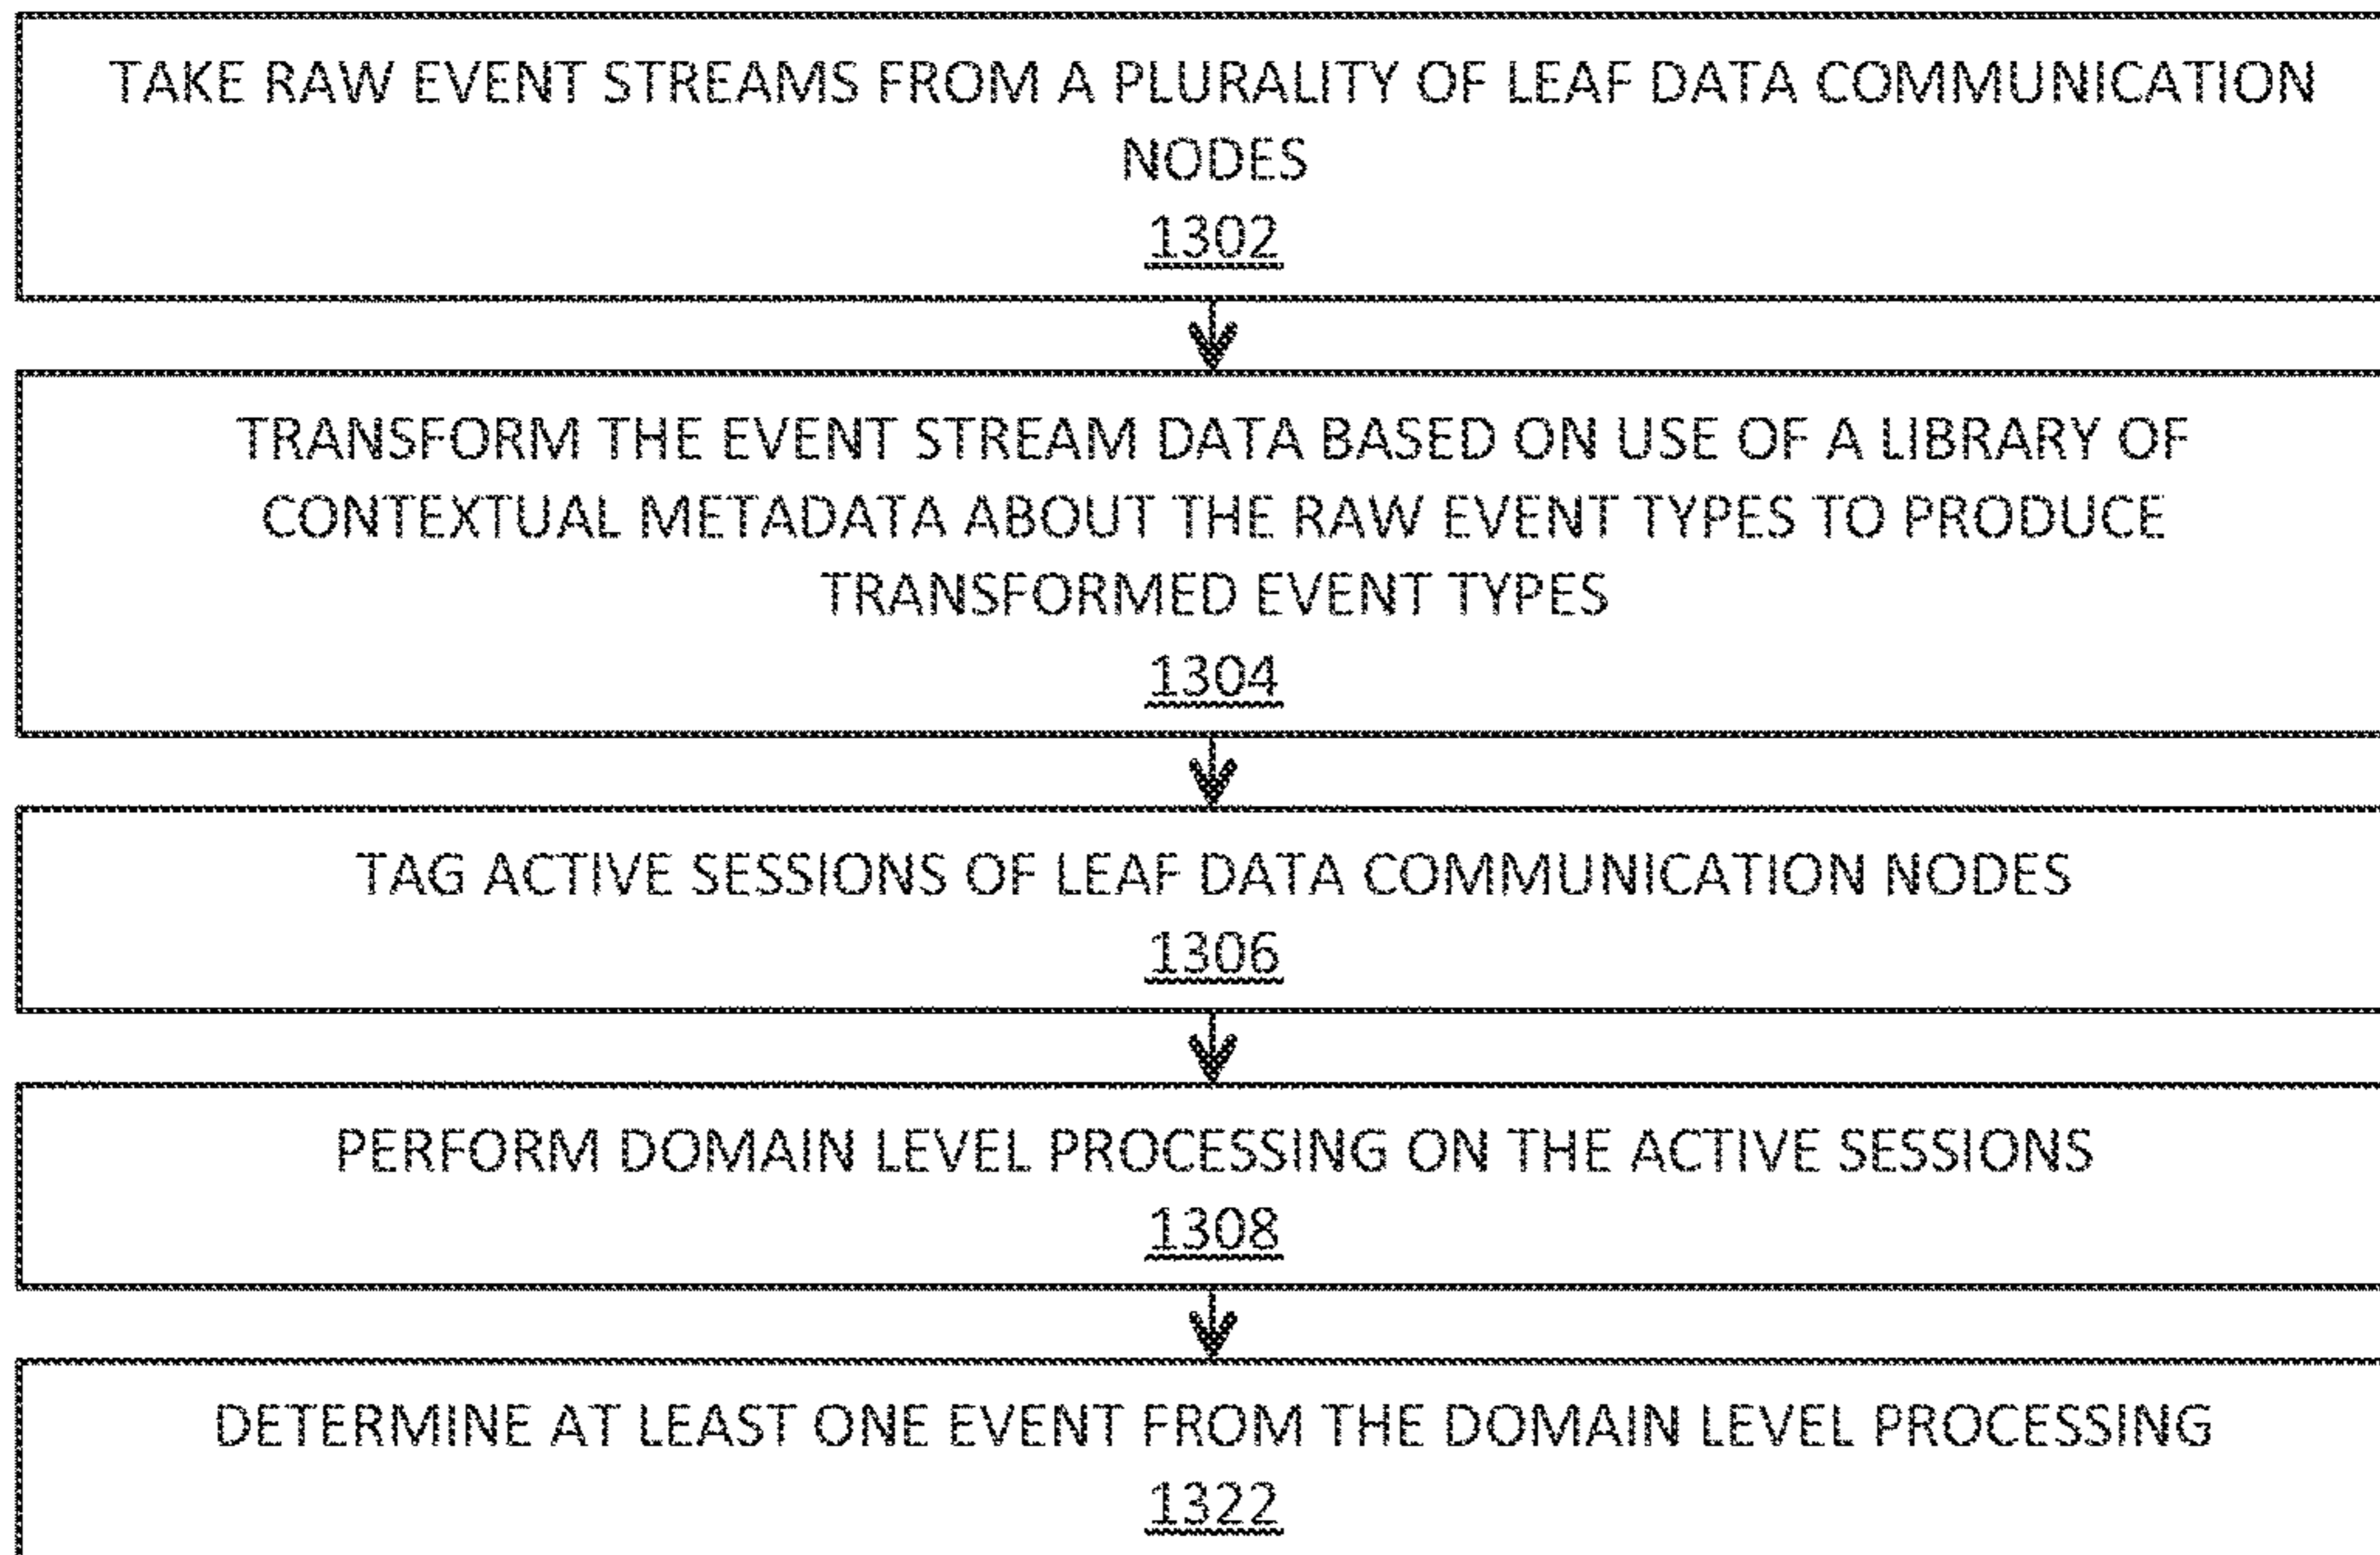 TAKE RAW EVENT STREAMS FROM A PLURALITY OF LEAF DATA COMMUNICATION
NODES
1302
TRANSFORM THE EVENT STREAM DATA BASED ON USE OF A LIBRARY OF
CONTEXTUAL METADATA ABOUT THE RAW EVENT TYPES TO PRODUCE
TRANSFORMED EVENT TYPES
1304
TAG ACTIVE SESSIONS OF LEAF DATA COMMUNICATION NODES
1306
PERFORM DOMAIN LEVEL PROCESSING ON THE ACTIVE SESSIONS
1308
DETERMINE AT LEAST ONE EVENT FROM THE DOMAIN LEVEL PROCESSING
1322